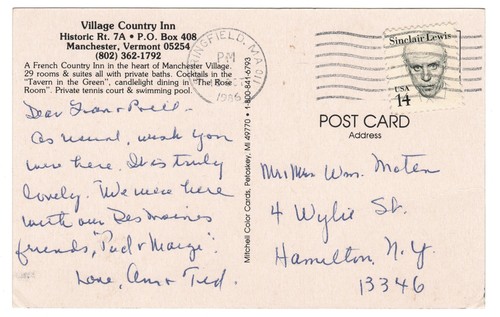 Village Country Inn
Historic Rt. 7A • P.O. Box 408
Manchester, Vermont 05254
(802) 362-1792
A French Country Inn in the heart of Manchester Village.
29 rooms & suites all with private baths. Cocktails in the
"Tavern in the Green", candlelight dining in "The Rose
Room". Private tennis court & swimming pool.
Dear Fran +
As usual, wish you
were here. It is truly
lovely. We were here
with our Des Moines
friends, "Pud + Marge".
Love, Ann + Ted.
Mitchell Color Cards, Petoskey, MI 49770 • 1-800-841-6793
SPRINGFIELD, MA 011
PM
1986
Sinclair Lewis
USA
14
POST CARD
Address
Mr + Mrs Wm. Moten
4 Wylie St.
Hamilton, N.Y.
13346